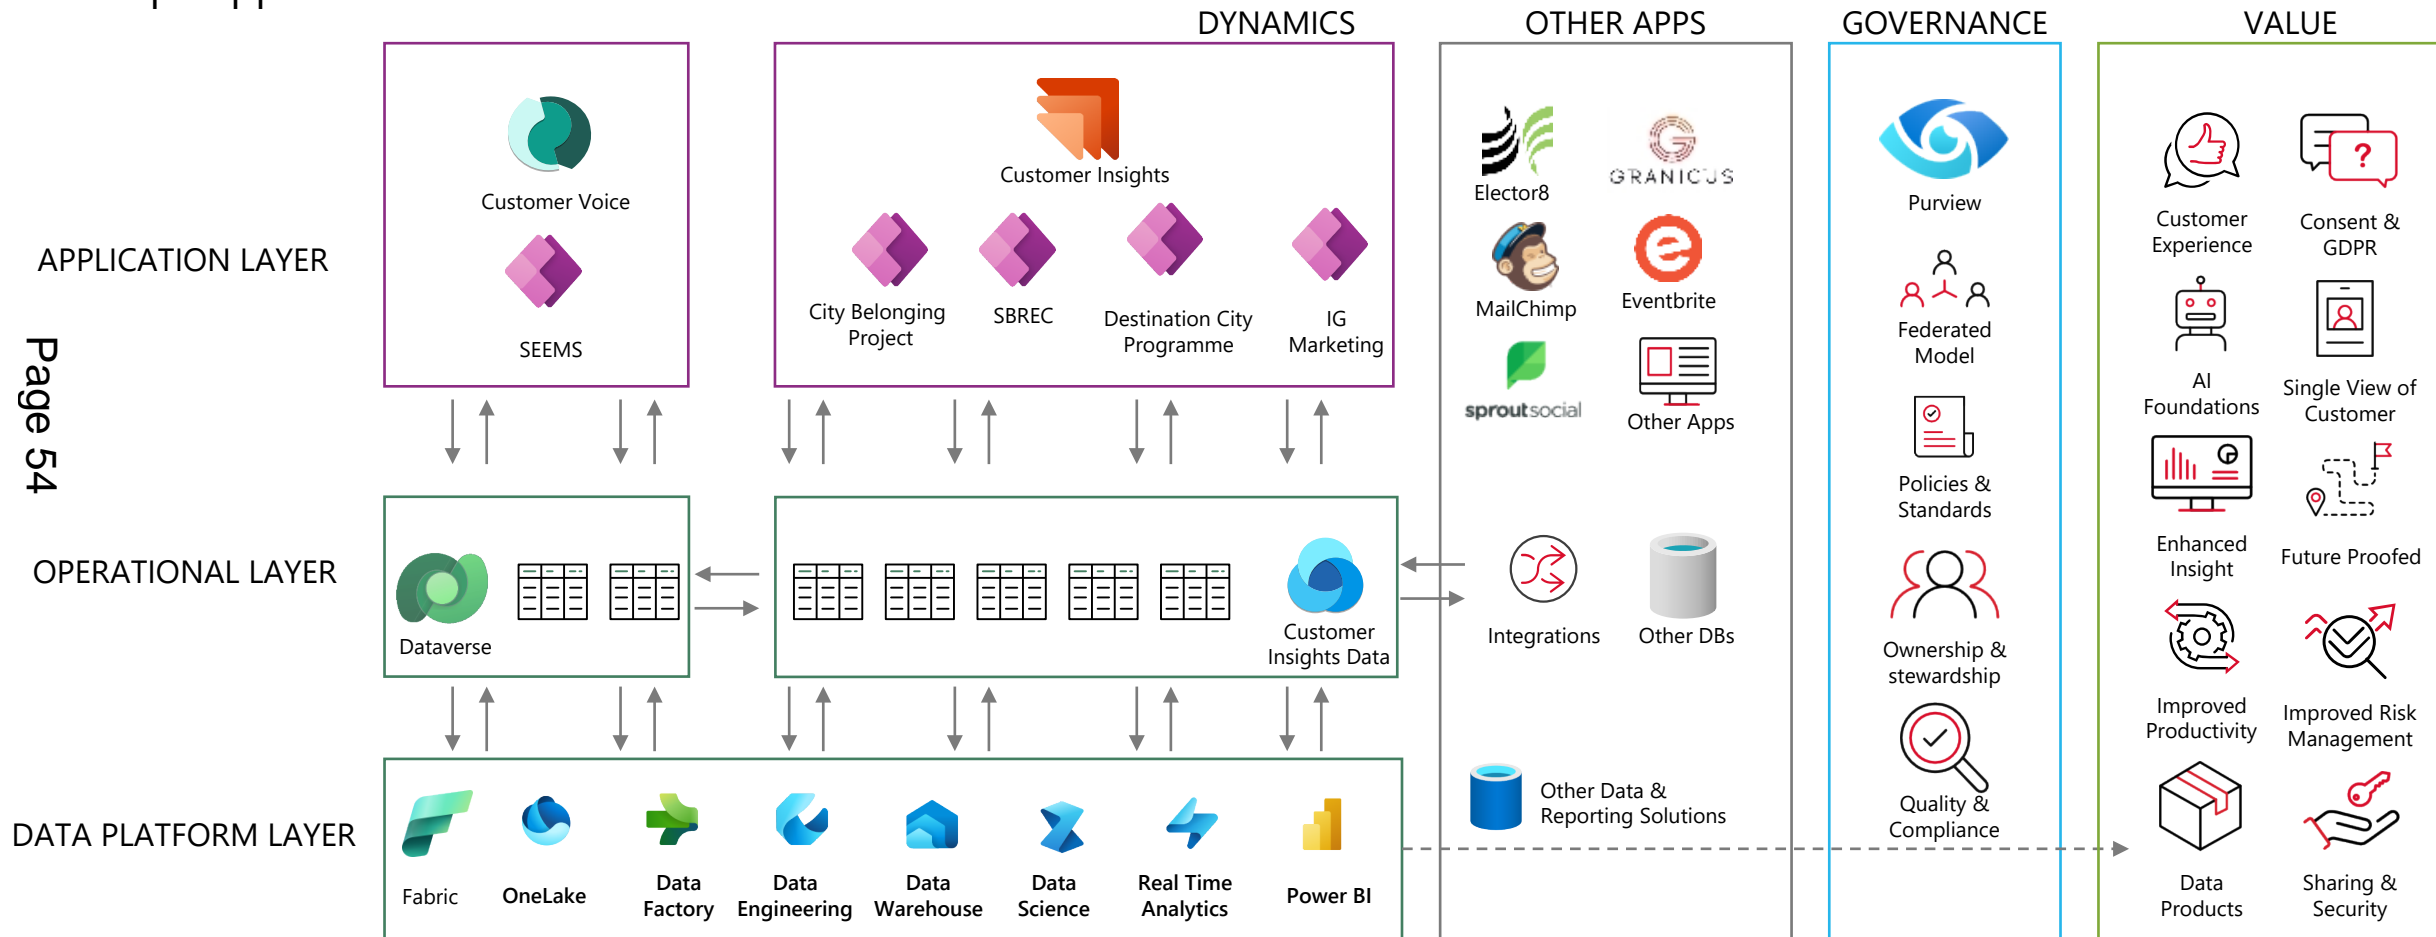 DYNAMICS
OTHER APPS
GOVERNANCE
VALUE
APPLICATION LAYER
Customer Voice
SEEMS
Customer Insights
City Belonging
Project
SBREC
Destination City
Programme
IG
Marketing
Elector8
GRANICUS
MailChimp
Eventbrite
sproutsocial
Other Apps
Purview
Federated
Model
Policies &
Standards
Ownership &
stewardship
Quality &
Compliance
Customer
Experience
Consent &
GDPR
AI
Foundations
Single View of
Customer
Enhanced
Insight
Future Proofed
Improved
Productivity
Improved Risk
Management
Data
Products
Sharing &
Security
Page 54
OPERATIONAL LAYER
Dataverse
Customer
Insights Data
Integrations
Other DBs
DATA PLATFORM LAYER
Fabric
OneLake
Data
Factory
Data
Engineering
Data
Warehouse
Data
Science
Real Time
Analytics
Power BI
Other Data &
Reporting Solutions